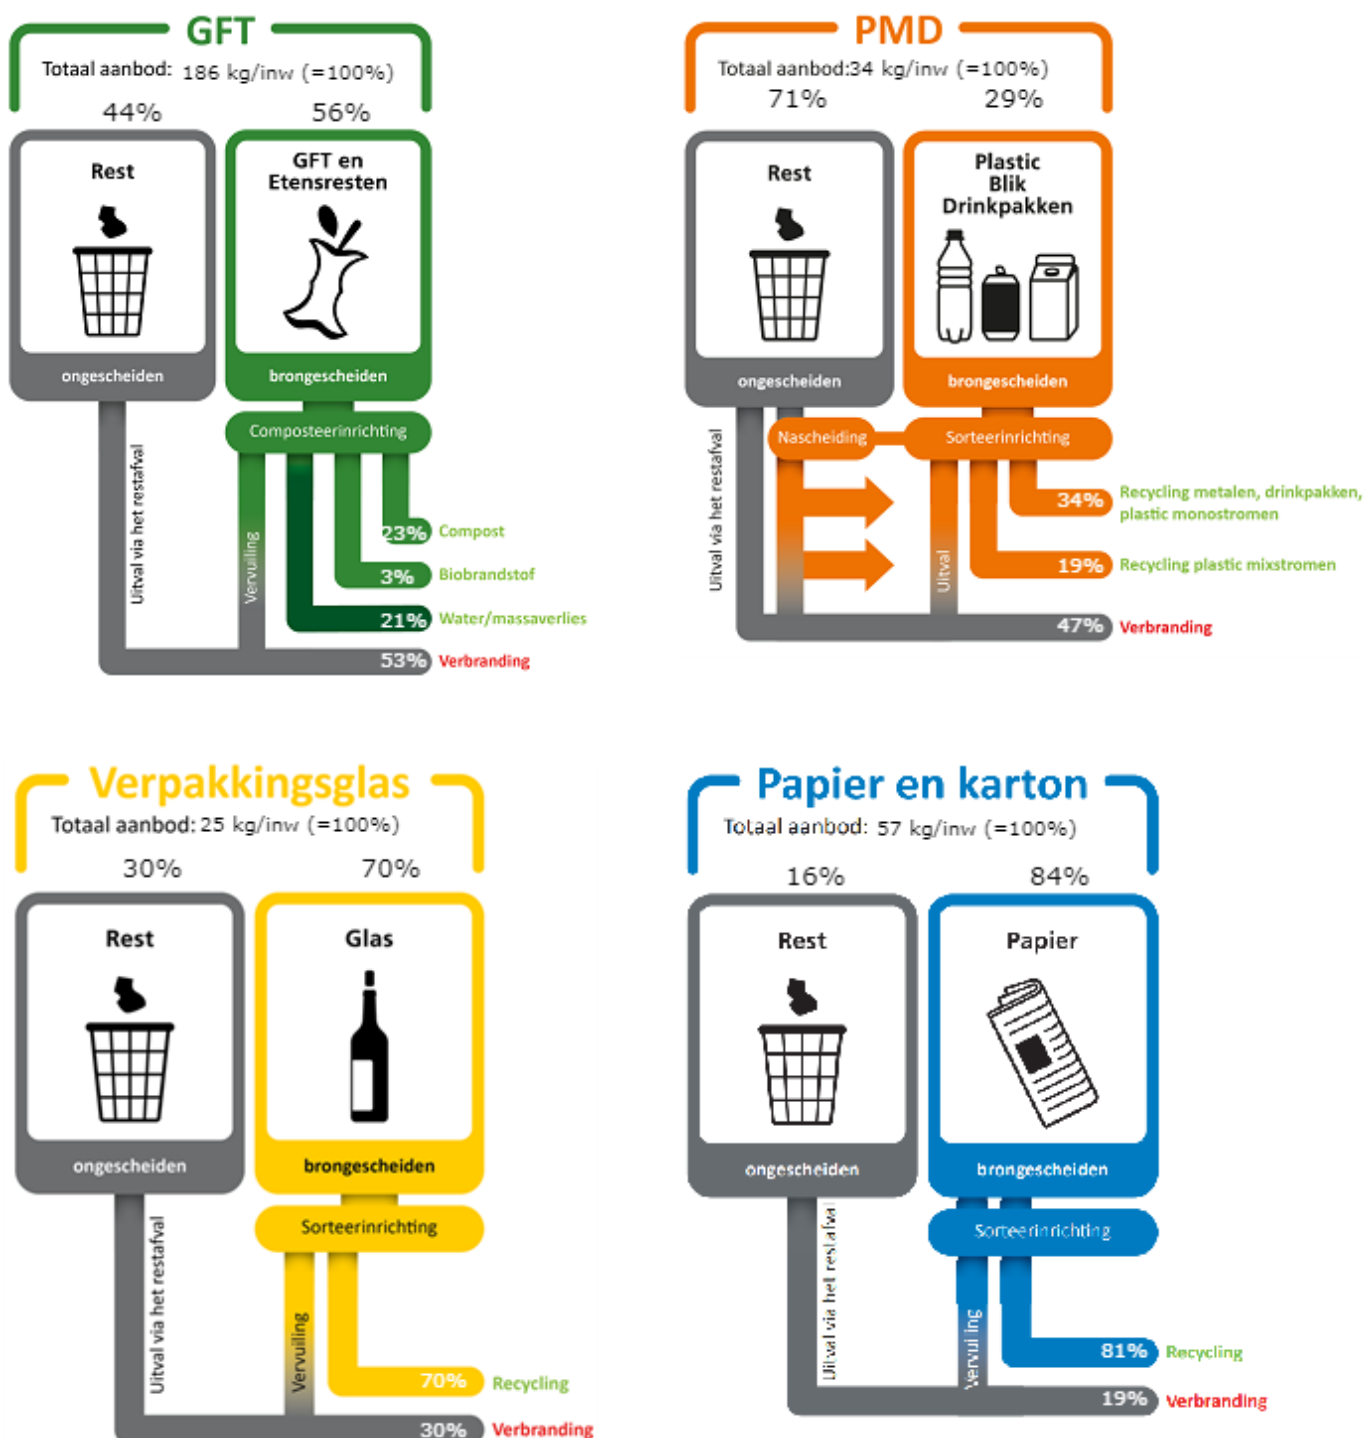 GFT
Totaal aanbod: 186 kg/inw (=100%)
44% 56%
Rest
GFT en
Etensresten
ongescheiden
brongescheiden
Composteerinrichting
Uitval via het restafval
Vervuiling
23% Compost
3% Biobrandstof
21% Water/massaverlies
53% Verbranding
PMD
Totaal aanbod:34 kg/inw (=100%)
71% 29%
Rest
Plastic
Blik
Drinkpakken
ongescheiden
brongescheiden
Nascheiding
Sorteerinrichting
Uitval via het restafval
Uitval
34% Recycling metalen, drinkpakken,
plastic monostromen
19% Recycling plastic mixstromen
47% Verbranding
Verpakkingsglas
Totaal aanbod: 25 kg/inw (=100%)
30% 70%
Rest
Glas
ongescheiden
brongescheiden
Sorteerinrichting
Uitval via het restafval
Vervuiling
70% Recycling
30% Verbranding
Papier en karton
Totaal aanbod: 57 kg/inw (=100%)
16% 84%
Rest
Papier
ongescheiden
brongescheiden
Sorteerinrichting
Uitval via het restafval
Vervuiling
81% Recycling
19% Verbranding